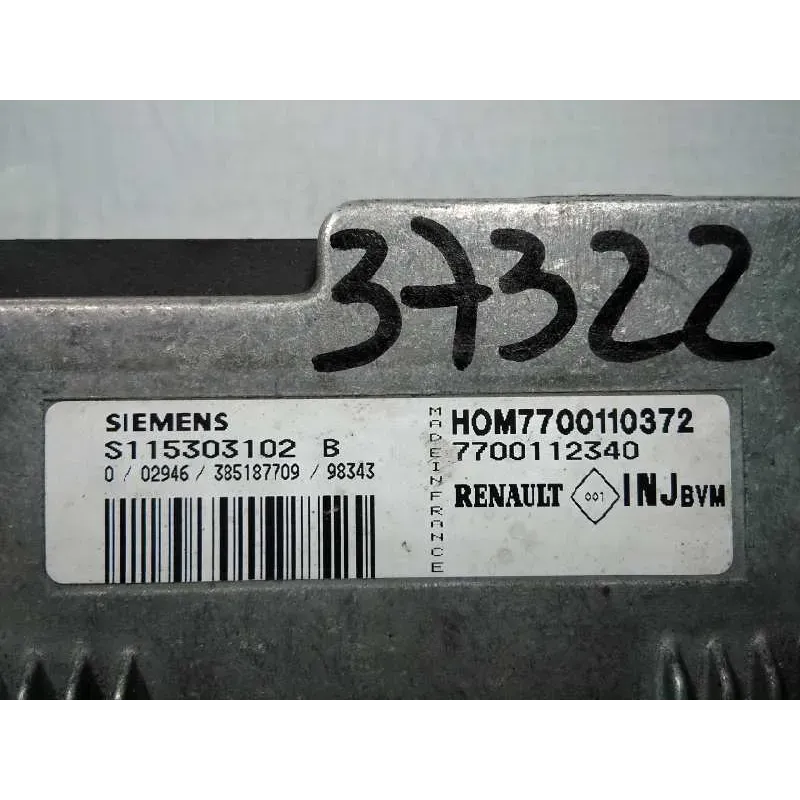 37322
SIEMENS
S115303102 B
0 / 02946 / 385187709 / 98343
MADE IN FRANCE
HOM7700110372
7700112340
RENAULT 001 INJ BVM